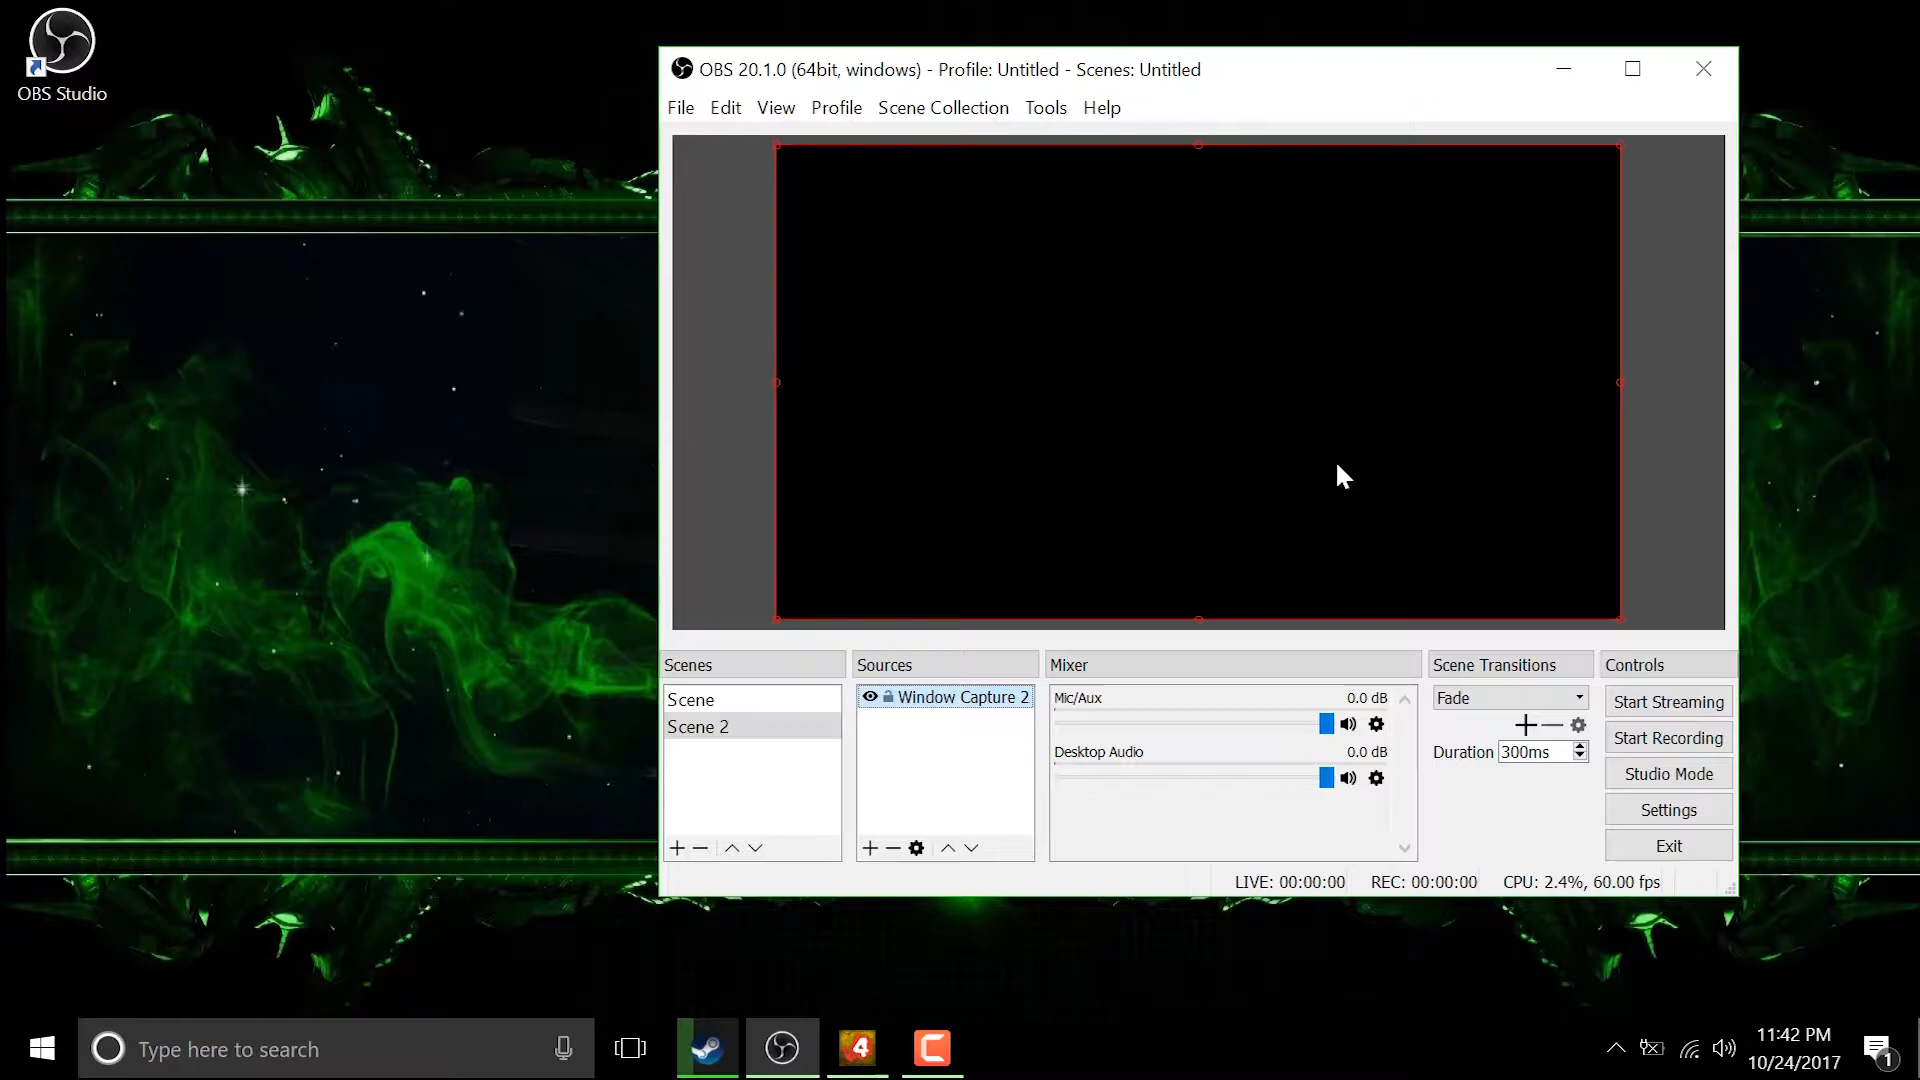 OBS Studio
OBS 20.1.0 (64bit, windows) - Profile: Untitled - Scenes: Untitled
File Edit View Profile Scene Collection Tools Help
Scenes
Scene
Scene 2
Sources
Window Capture 2
Mixer
Mic/Aux 0.0 dB
Desktop Audio 0.0 dB
Scene Transitions
Fade
Duration 300ms
Controls
Start Streaming
Start Recording
Studio Mode
Settings
Exit
LIVE: 00:00:00 REC: 00:00:00 CPU: 2.4%, 60.00 fps
Type here to search
4
11:42 PM
10/24/2017
1